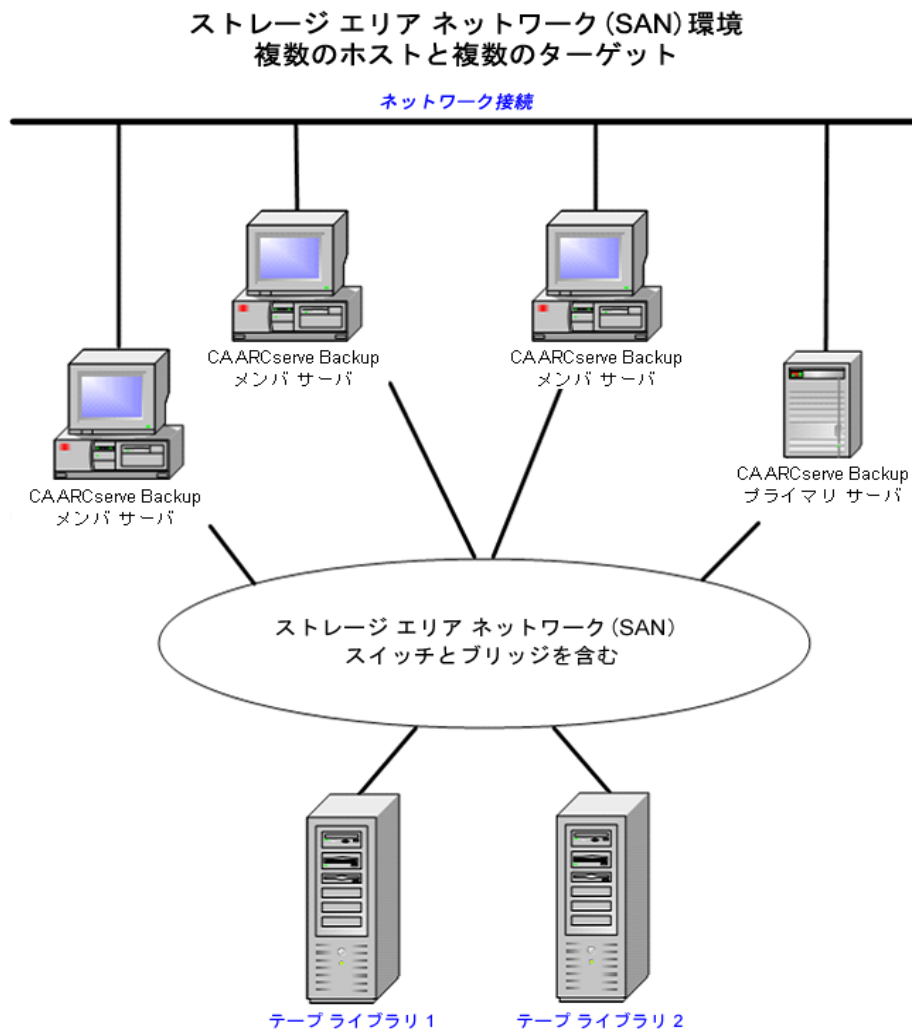 ストレージ エリア ネットワーク(SAN)環境
複数のホストと複数のターゲット
ネットワーク接続
CA ARCserve Backup
メンバ サーバ
CA ARCserve Backup
メンバ サーバ
CA ARCserve Backup
メンバ サーバ
CA ARCserve Backup
プライマリ サーバ
ストレージ エリア ネットワーク(SAN)
スイッチとブリッジを含む
テープ ライブラリ 1
テープ ライブラリ 2